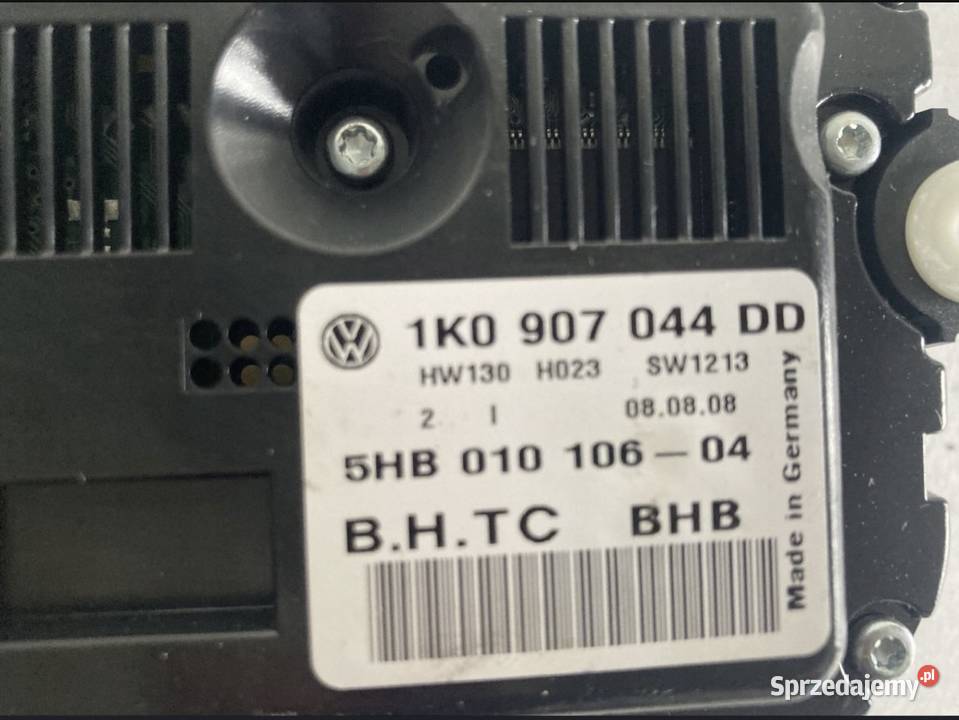 1K0 907 044 DD
HW130 H023 SW1213
2 I 08.08.08
5HB 010 106-04
B.H.TC BHB
Made in Germany
Sprzedajemy.pl